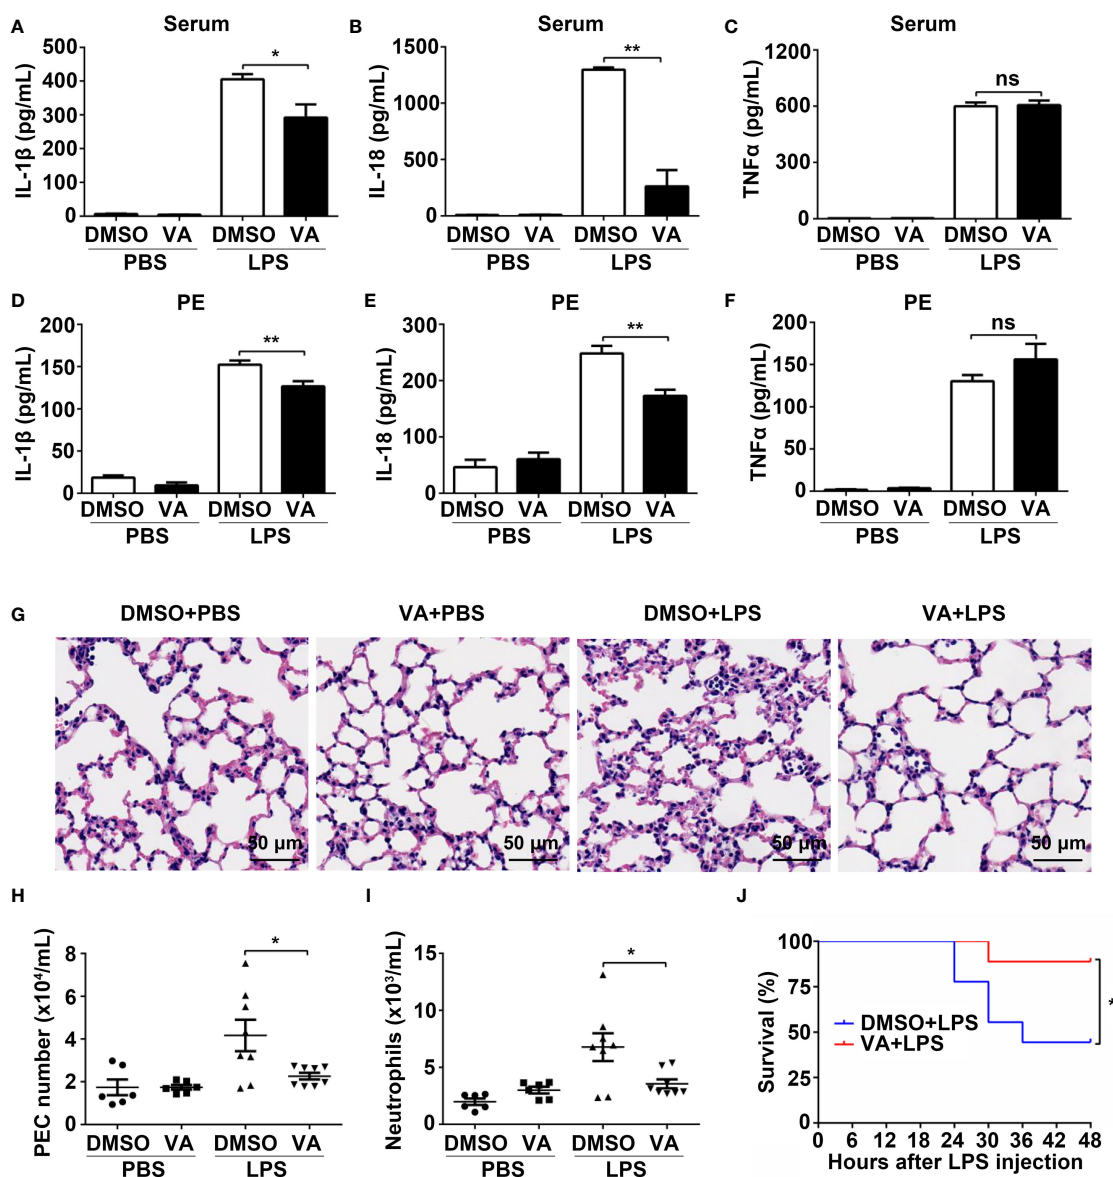 A Serum B Serum C Serum
IL-1β (pg/mL) 500 400 300 200 100 0 *
IL-18 (pg/mL) 1500 1000 500 0 **
TNFα (pg/mL) 1200 900 600 300 0 ns
DMSO VA DMSO VA DMSO VA DMSO VA DMSO VA DMSO VA
PBS LPS PBS LPS PBS LPS
D PE E PE F PE
IL-1β (pg/mL) 200 150 100 50 0 **
IL-18 (pg/mL) 300 200 100 0 **
TNFα (pg/mL) 200 150 100 50 0 ns
DMSO VA DMSO VA DMSO VA DMSO VA DMSO VA DMSO VA
PBS LPS PBS LPS PBS LPS
G DMSO+PBS VA+PBS DMSO+LPS VA+LPS
50 µm 50 µm 50 µm 50 µm
H I J
PEC number (x10⁴/mL) 8 6 4 2 0 *
DMSO VA DMSO VA
PBS LPS
Neutrophils (x10³/mL) 15 10 5 0 *
DMSO VA DMSO VA
PBS LPS
Survival (%) 100 75 50 25 0 *
DMSO+LPS
VA+LPS
0 6 12 18 24 30 36 42 48
Hours after LPS injection